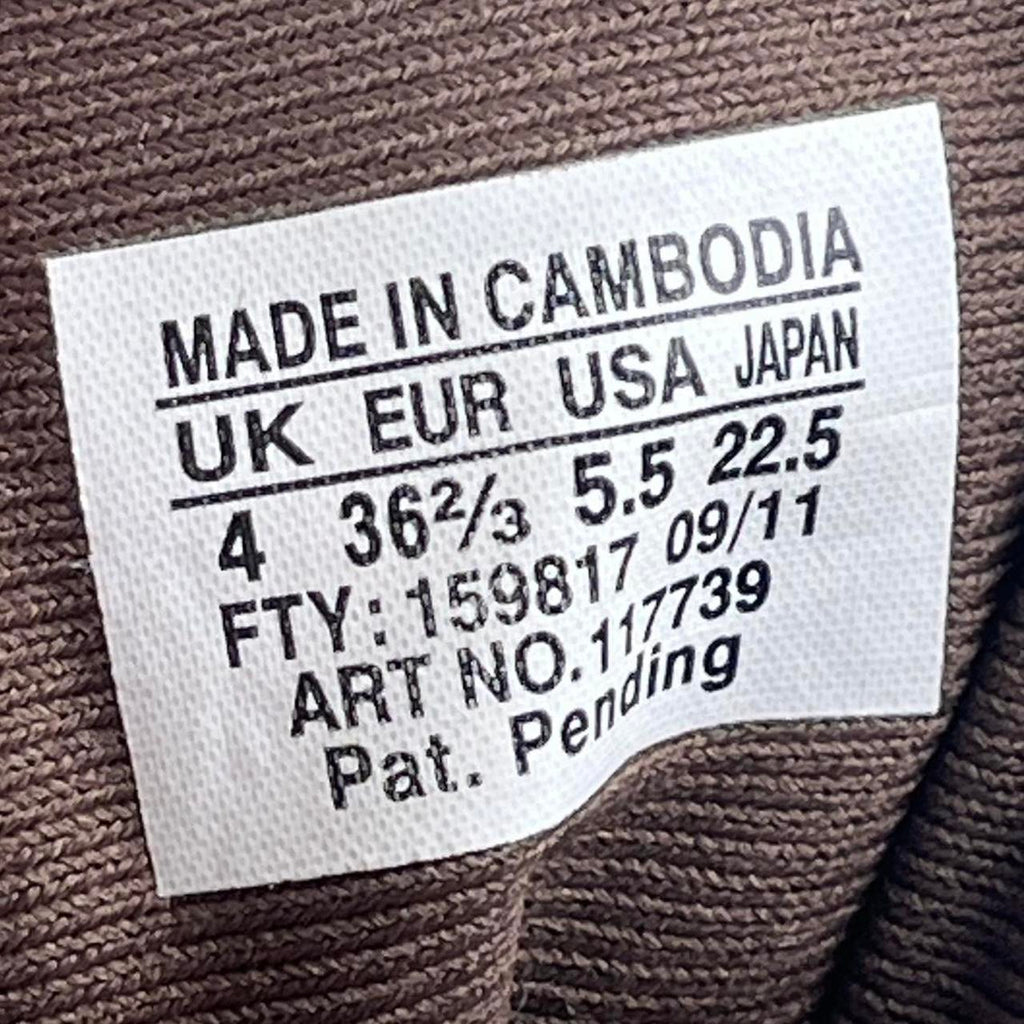 MADE IN CAMBODIA
UK EUR USA JAPAN
4 36⅔ 5.5 22.5
FTY: 159817 09/11
ART NO. 117739
Pat. Pending